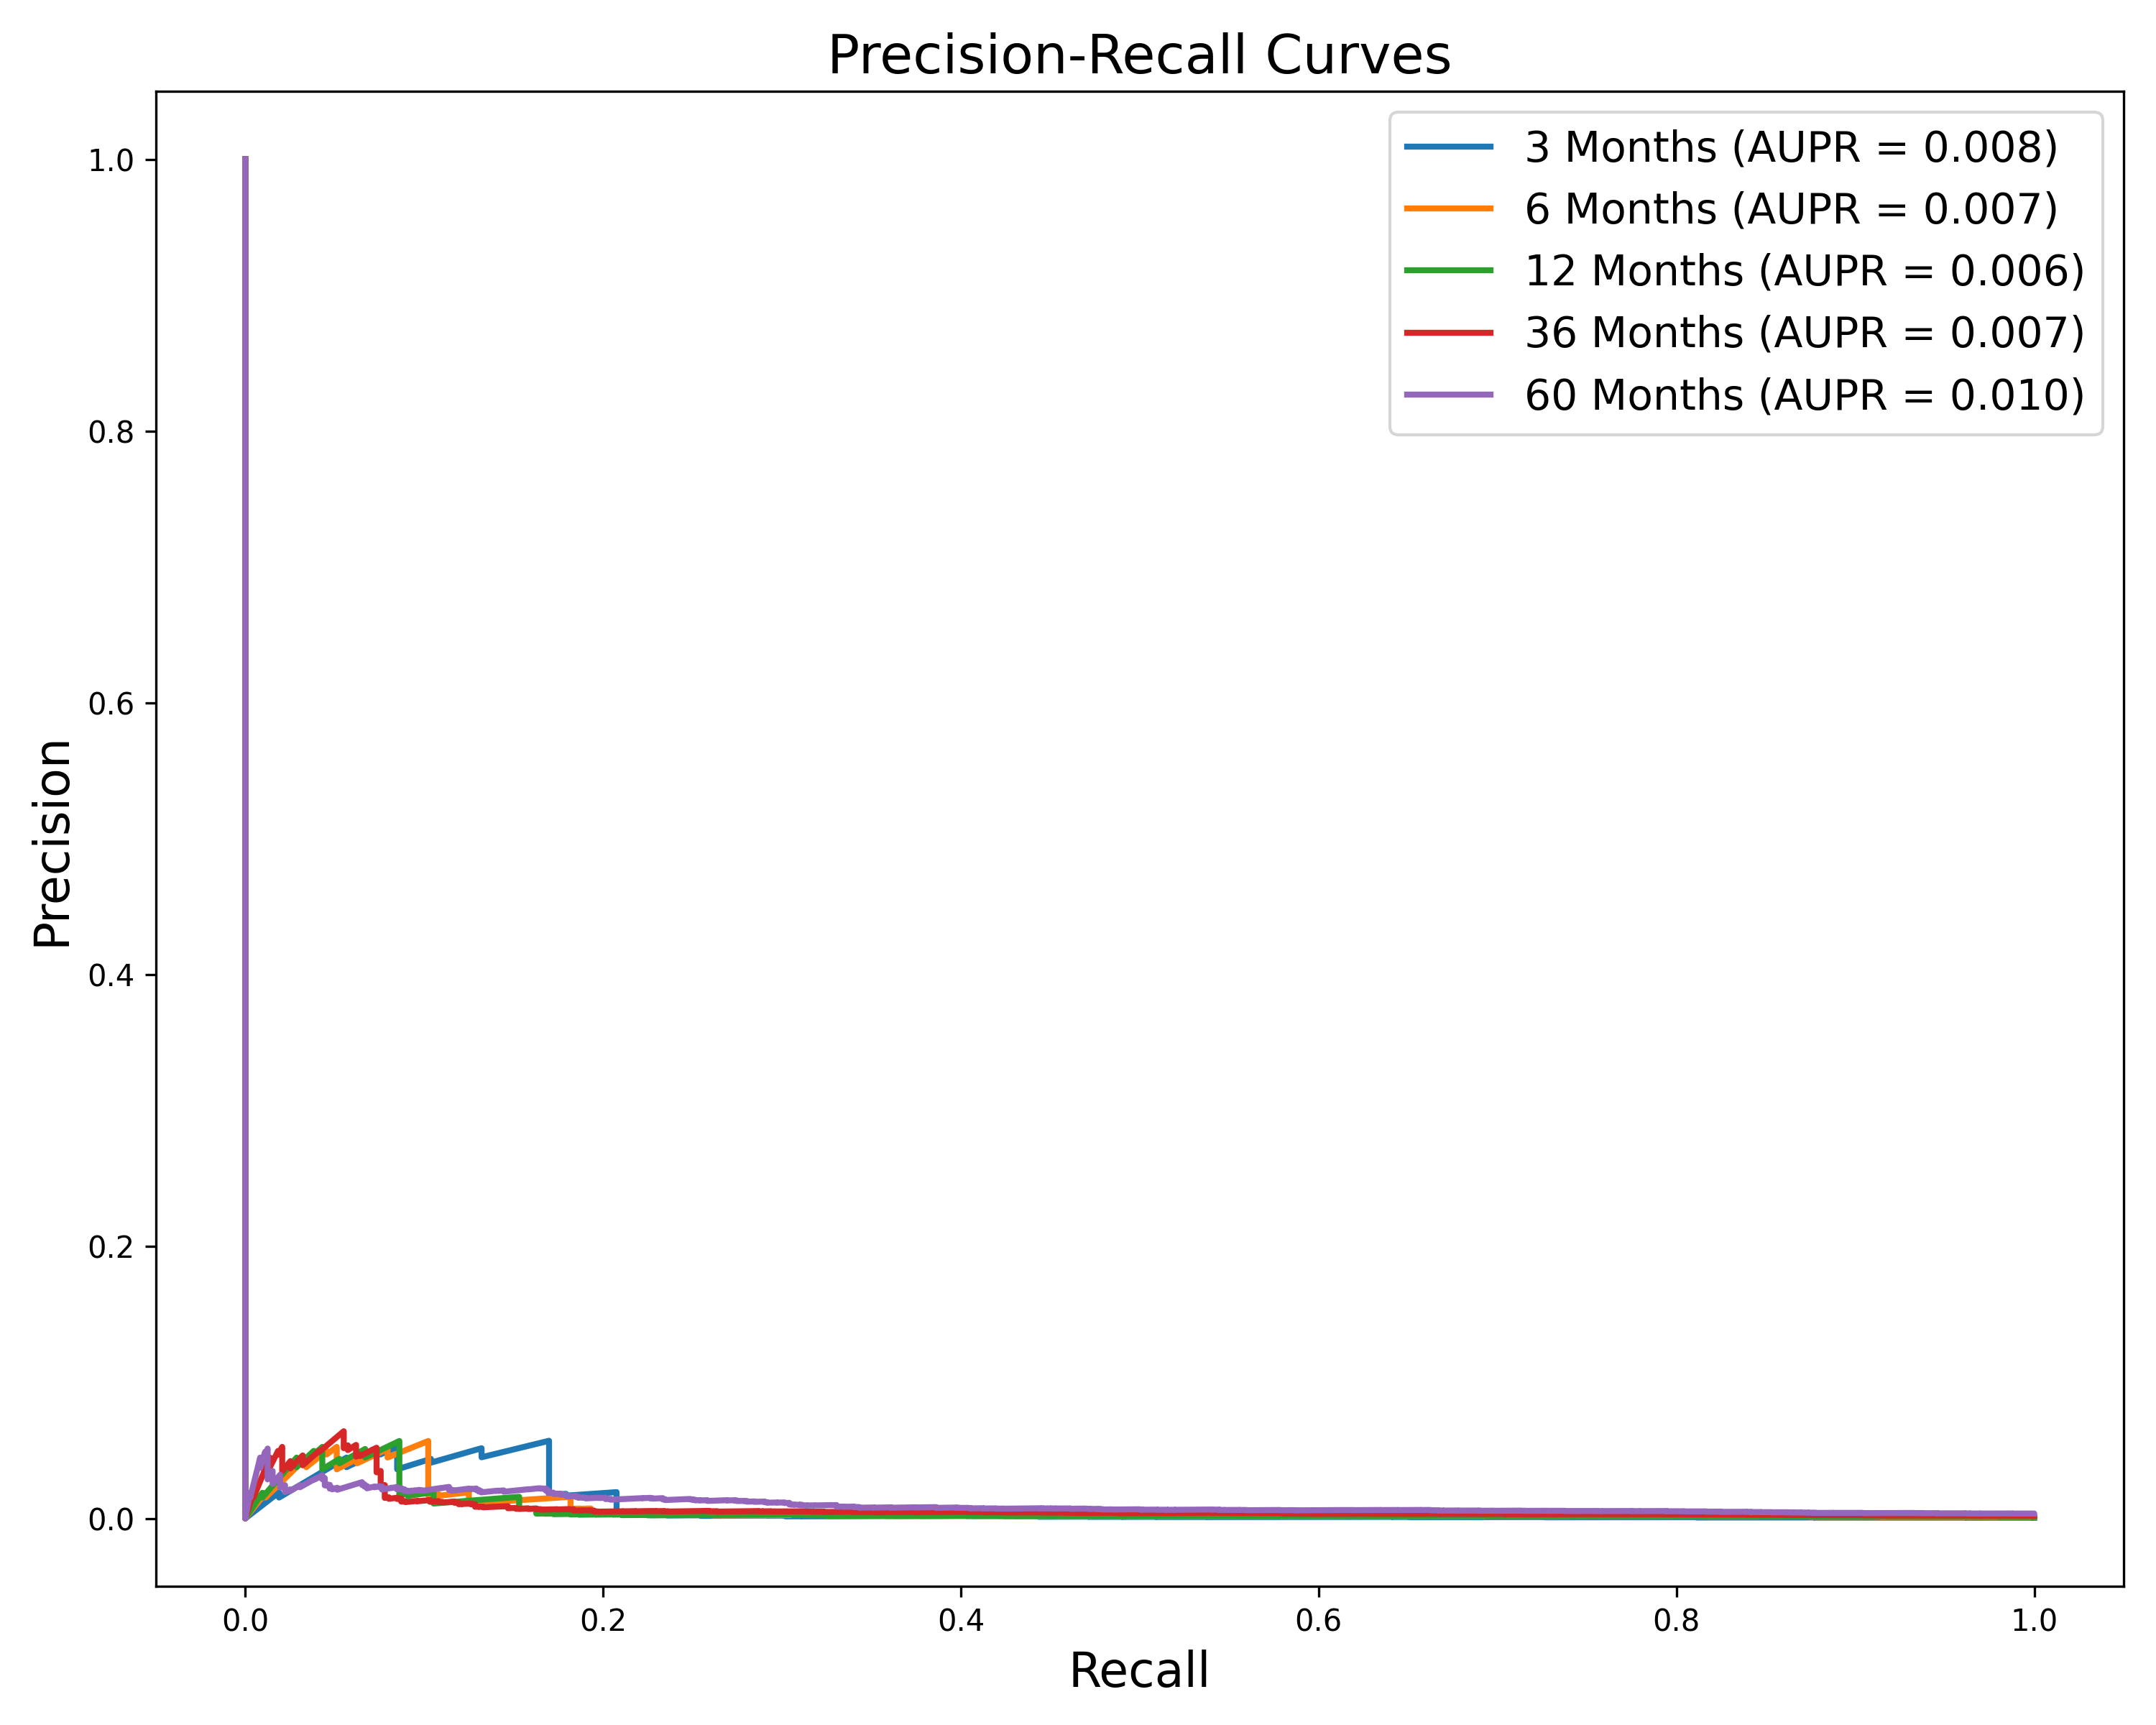 Precision-Recall Curves
3 Months (AUPR = 0.008)
6 Months (AUPR = 0.007)
12 Months (AUPR = 0.006)
36 Months (AUPR = 0.007)
60 Months (AUPR = 0.010)
Precision
1.0
0.8
0.6
0.4
0.2
0.0
0.0 0.2 0.4 0.6 0.8 1.0
Recall